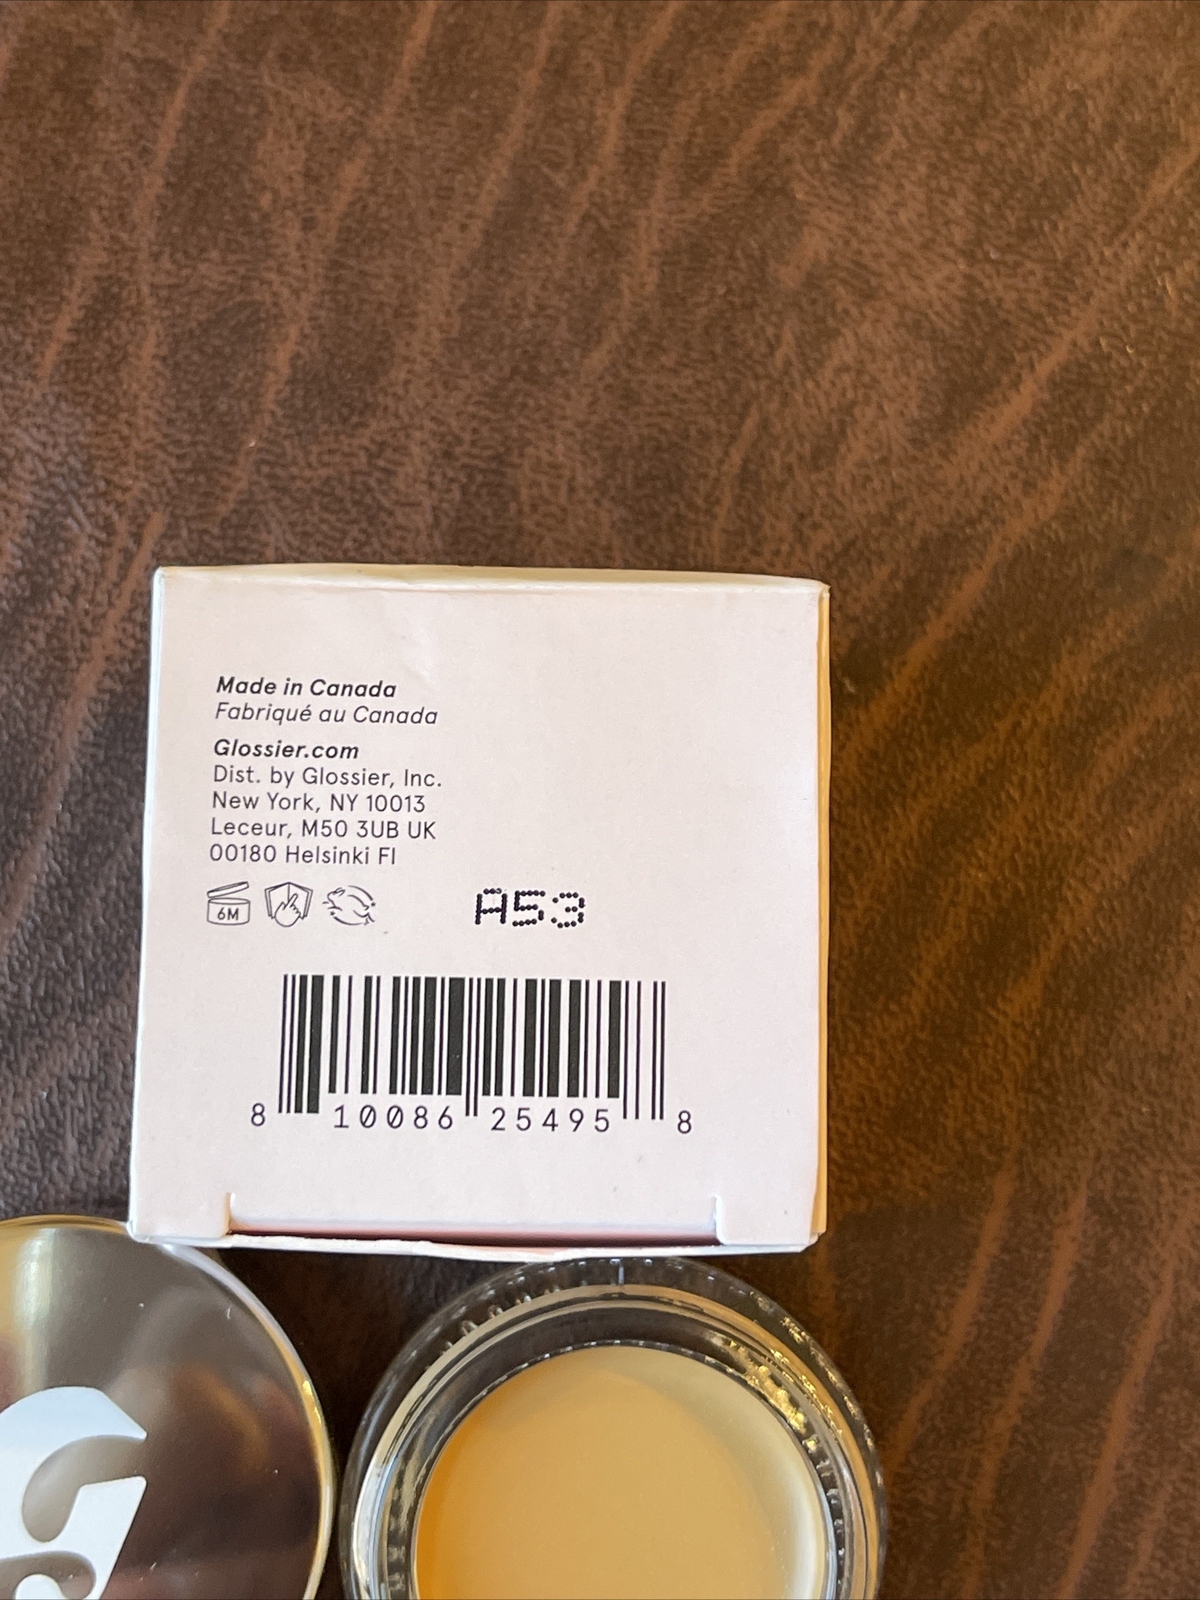 Made in Canada
Fabriqué au Canada
Glossier.com
Dist. by Glossier, Inc.
New York, NY 10013
Leceur, M50 3UB UK
00180 Helsinki FI
6M
A53
8 10086 25495 8
G